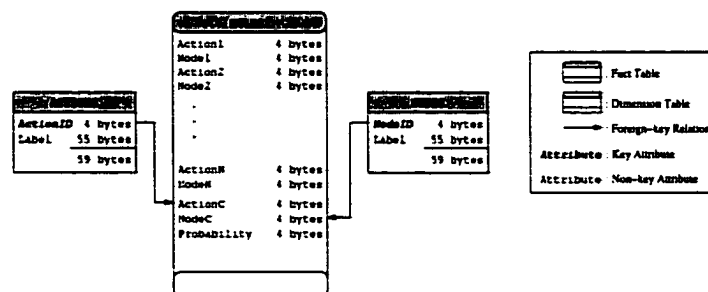 Action1 4 bytes
Node1 4 bytes
Action2 4 bytes
Node2 4 bytes
.
.
.
ActionN 4 bytes
NodeN 4 bytes
ActionC 4 bytes
NodeC 4 bytes
Probability 4 bytes
ActionID 4 bytes
Label 55 bytes
59 bytes
NodeID 4 bytes
Label 55 bytes
59 bytes
: Fact Table
: Dimension Table
: Foreign-key Relation
Attribute : Key Attribute
Attribute : Non-key Attribute